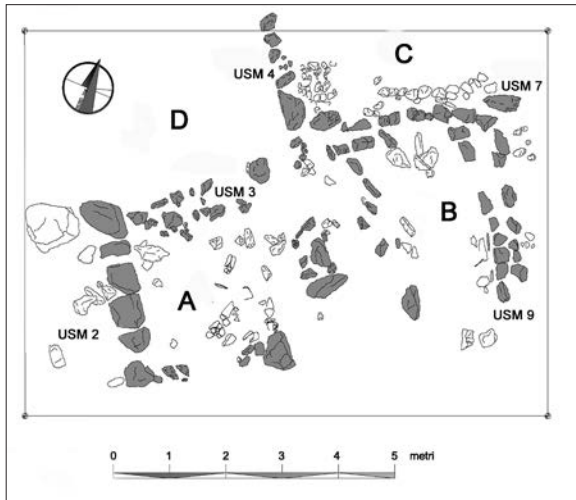 C
USM 4
USM 7
D
USM 3
B
A
USM 2
USM 9
0 1 2 3 4 5 metri